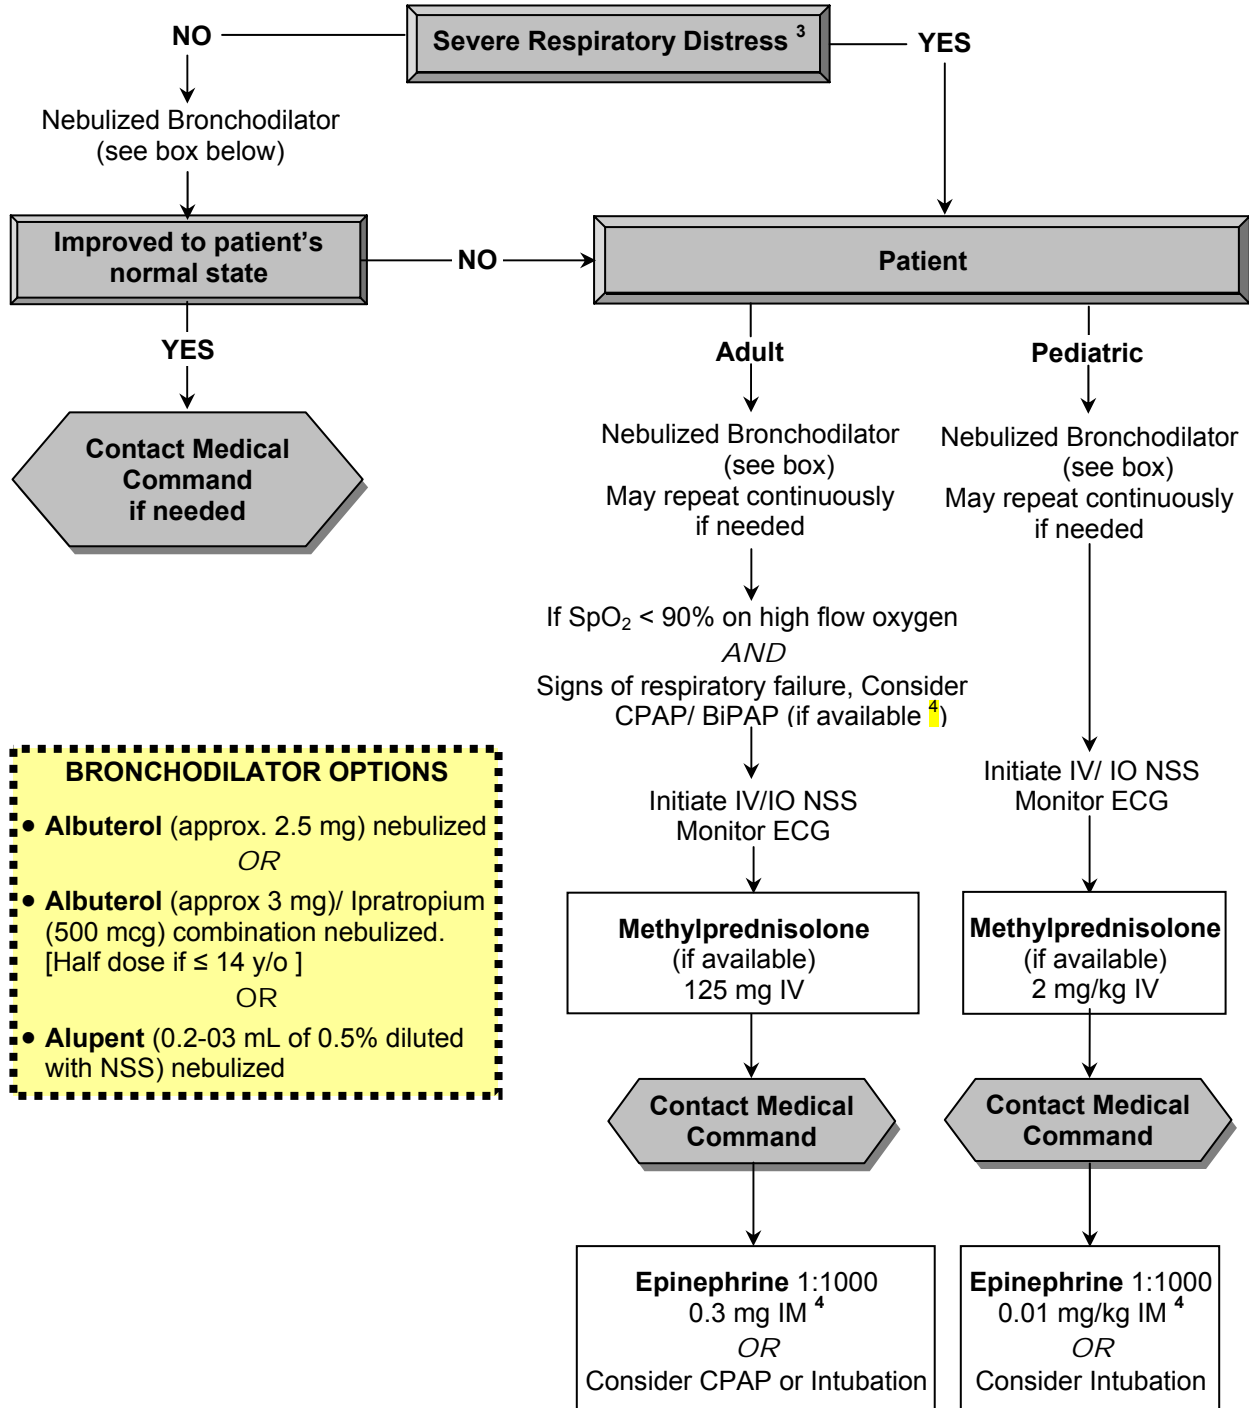 Severe Respiratory Distress 3
NO
YES
Nebulized Bronchodilator
(see box below)
Improved to patient's
normal state
NO
Patient
YES
Contact Medical
Command
if needed
Adult
Nebulized Bronchodilator
(see box)
May repeat continuously
if needed
If SpO2 < 90% on high flow oxygen
AND
Signs of respiratory failure, Consider
CPAP/ BiPAP (if available 4)
Initiate IV/IO NSS
Monitor ECG
Methylprednisolone
(if available)
125 mg IV
Contact Medical
Command
Epinephrine 1:1000
0.3 mg IM 4
OR
Consider CPAP or Intubation
Pediatric
Nebulized Bronchodilator
(see box)
May repeat continuously
if needed
Initiate IV/ IO NSS
Monitor ECG
Methylprednisolone
(if available)
2 mg/kg IV
Contact Medical
Command
Epinephrine 1:1000
0.01 mg/kg IM 4
OR
Consider Intubation
BRONCHODILATOR OPTIONS
• Albuterol (approx. 2.5 mg) nebulized
OR
• Albuterol (approx 3 mg)/ Ipratropium
(500 mcg) combination nebulized.
[Half dose if ≤ 14 y/o ]
OR
• Alupent (0.2-03 mL of 0.5% diluted
with NSS) nebulized